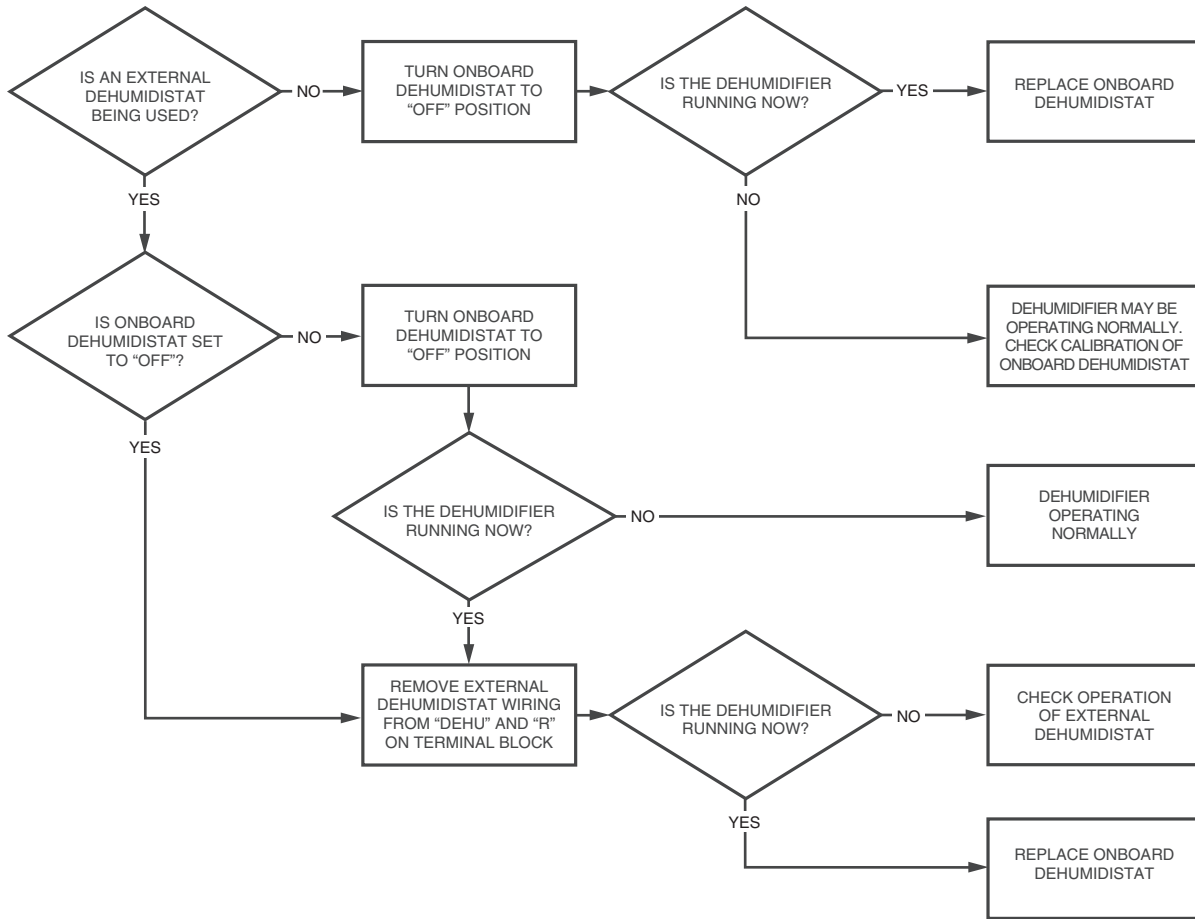 IS AN EXTERNAL
DEHUMIDISTAT
BEING USED?
NO
TURN ONBOARD
DEHUMIDISTAT TO
“OFF” POSITION
IS THE DEHUMIDIFIER
RUNNING NOW?
YES
REPLACE ONBOARD
DEHUMIDISTAT
YES
NO
IS ONBOARD
DEHUMIDISTAT SET
TO “OFF”?
NO
TURN ONBOARD
DEHUMIDISTAT TO
“OFF” POSITION
DEHUMIDIFIER MAY BE
OPERATING NORMALLY.
CHECK CALIBRATION OF
ONBOARD DEHUMIDISTAT
YES
IS THE DEHUMIDIFIER
RUNNING NOW?
NO
DEHUMIDIFIER
OPERATING
NORMALLY
YES
REMOVE EXTERNAL
DEHUMIDISTAT WIRING
FROM “DEHU” AND “R”
ON TERMINAL BLOCK
IS THE DEHUMIDIFIER
RUNNING NOW?
NO
CHECK OPERATION
OF EXTERNAL
DEHUMIDISTAT
YES
REPLACE ONBOARD
DEHUMIDISTAT